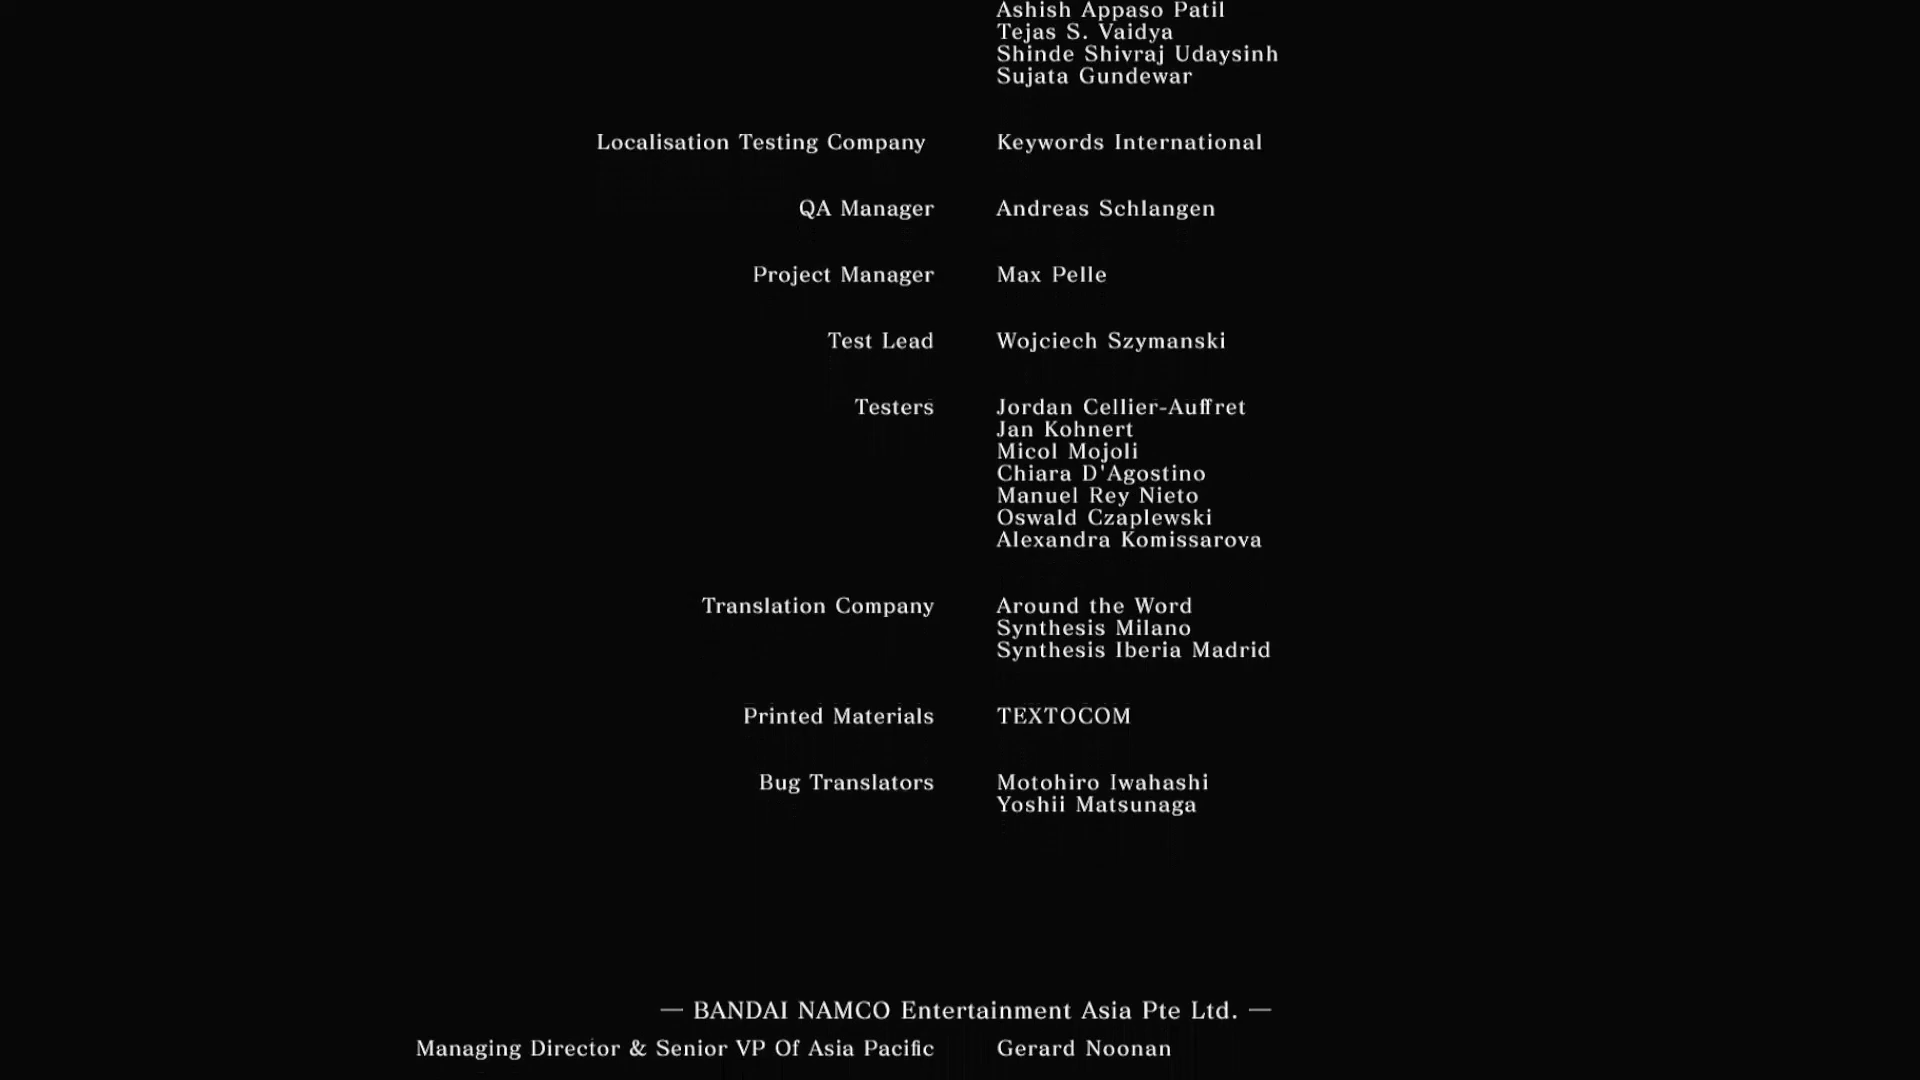 Ashish Appaso Patil
Tejas S. Vaidya
Shinde Shivraj Udaysinh
Sujata Gundewar
Localisation Testing Company Keywords International
QA Manager Andreas Schlangen
Project Manager Max Pelle
Test Lead Wojciech Szymanski
Testers Jordan Cellier-Auffret
Jan Kohnert
Micol Mojoli
Chiara D'Agostino
Manuel Rey Nieto
Oswald Czaplewski
Alexandra Komissarova
Translation Company Around the Word
Synthesis Milano
Synthesis Iberia Madrid
Printed Materials TEXTOCOM
Bug Translators Motohiro Iwahashi
Yoshii Matsunaga
— BANDAI NAMCO Entertainment Asia Pte Ltd. —
Managing Director & Senior VP Of Asia Pacific Gerard Noonan